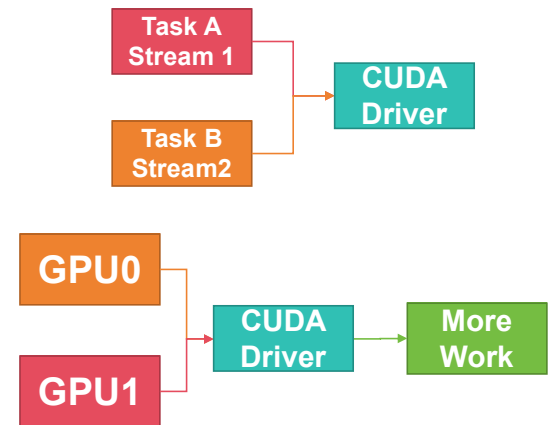 Task A
Stream 1
CUDA
Driver
Task B
Stream2
GPU0
CUDA
Driver
More
Work
GPU1